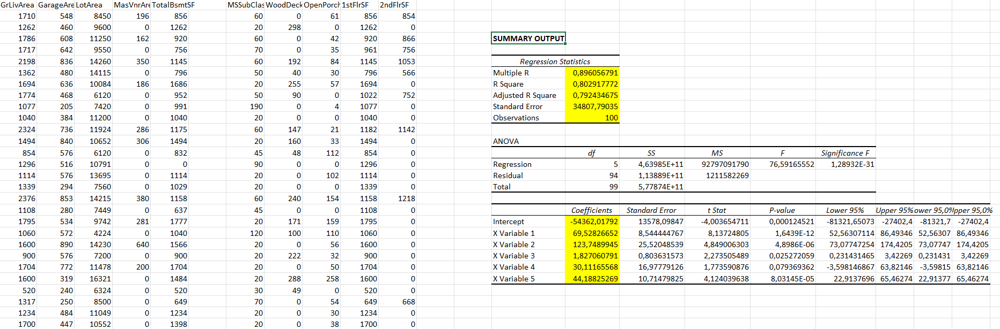 GrLivArea GarageAre LotArea MasVnrAre TotalBsmtSF MSSubClas WoodDeck OpenPorch 1stFlrSF 2ndFlrSF
1710 548 8450 196 856 60 0 61 856 854
1262 460 9600 0 1262 20 298 0 1262 0
1786 608 11250 162 920 60 0 42 920 866 SUMMARY OUTPUT
1717 642 9550 0 756 70 0 35 961 756
2198 836 14260 350 1145 60 192 84 1145 1053 Regression Statistics
1362 480 14115 0 796 50 40 30 796 566 Multiple R 0,896056791
1694 636 10084 186 1686 20 255 57 1694 0 R Square 0,802917772
1774 468 6120 0 952 50 90 0 1022 752 Adjusted R Square 0,792434675
1077 205 7420 0 991 190 0 4 1077 0 Standard Error 34807,79035
1040 384 11200 0 1040 20 0 0 1040 0 Observations 100
2324 736 11924 286 1175 60 147 21 1182 1142
1494 840 10652 306 1494 20 160 33 1494 0 ANOVA
854 576 6120 0 832 45 48 112 854 0 df SS MS F Significance F
1296 516 10791 0 0 90 0 0 1296 0 Regression 5 4,63985E+11 92797091790 76,59165552 1,28932E-31
1114 576 13695 0 1114 20 0 102 1114 0 Residual 94 1,13889E+11 1211582269
1339 294 7560 0 1029 20 0 0 1339 0 Total 99 5,77874E+11
2376 853 14215 380 1158 60 240 154 1158 1218
1108 280 7449 0 637 45 0 0 1108 0 Coefficients Standard Error t Stat P-value Lower 95% Upper 95% ower 95,0% pper 95,0%
1795 534 9742 281 1777 20 171 159 1795 0 Intercept -54362,01792 13578,09847 -4,003654711 0,000124521 -81321,65073 -27402,4 -81321,7 -27402,4
1060 572 4224 0 1040 120 100 110 1060 0 X Variable 1 69,52826652 8,544444767 8,13724805 1,6439E-12 52,56307114 86,49346 52,56307 86,49346
1600 890 14230 640 1566 20 0 56 1600 0 X Variable 2 123,7489945 25,52048539 4,849006303 4,8986E-06 73,07747254 174,4205 73,07747 174,4205
900 576 7200 0 900 20 222 32 900 0 X Variable 3 1,827060791 0,803631573 2,273505489 0,025272059 0,231431465 3,42269 0,231431 3,42269
1704 772 11478 200 1704 20 0 50 1704 0 X Variable 4 30,11165568 16,97779126 1,773590876 0,079369362 -3,598146867 63,82146 -3,59815 63,82146
1600 319 16321 0 1484 20 288 258 1600 0 X Variable 5 44,18825269 10,71479825 4,124039638 8,03145E-05 22,9137696 65,46274 22,91377 65,46274
520 240 6324 0 520 30 49 0 520 0
1317 250 8500 0 649 70 0 54 649 668
1234 484 11049 0 1234 20 0 30 1234 0
1700 447 10552 0 1398 20 0 38 1700 0